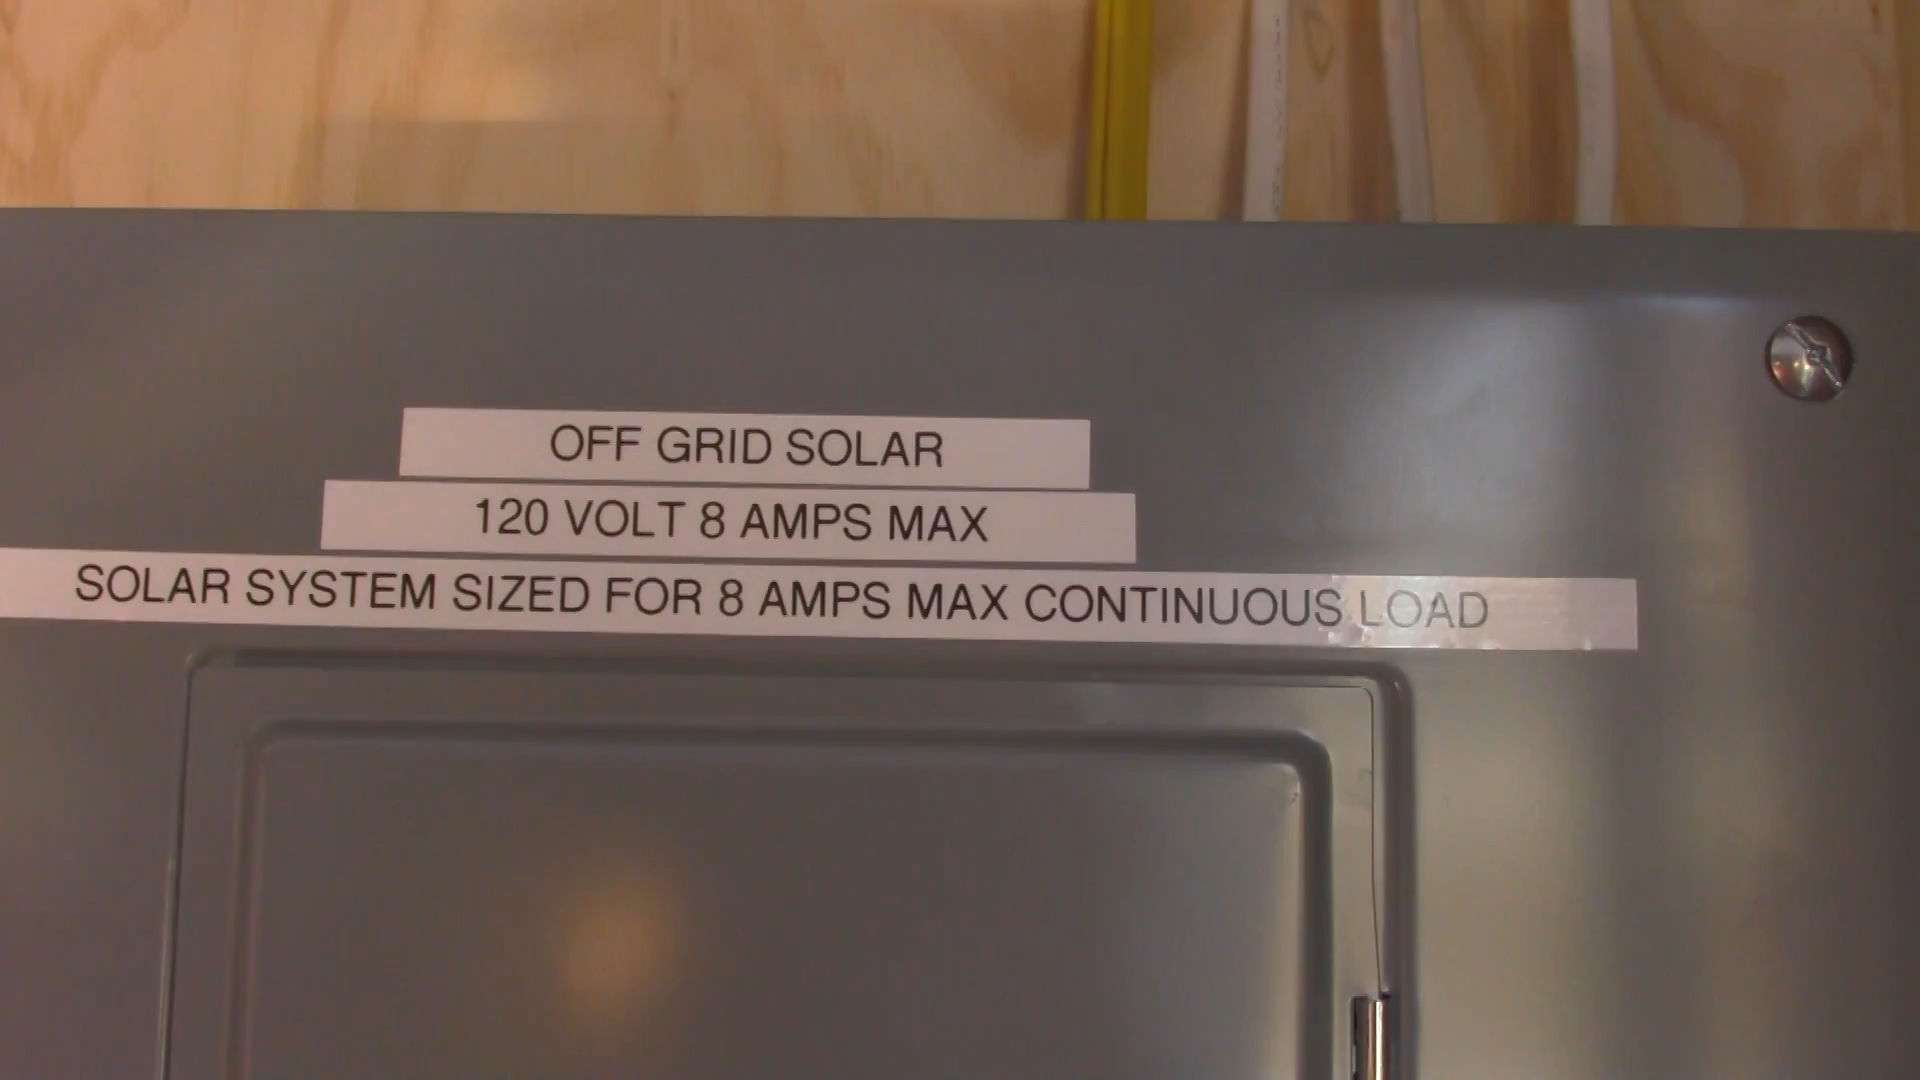 OFF GRID SOLAR
120 VOLT 8 AMPS MAX
SOLAR SYSTEM SIZED FOR 8 AMPS MAX CONTINUOUS LOAD